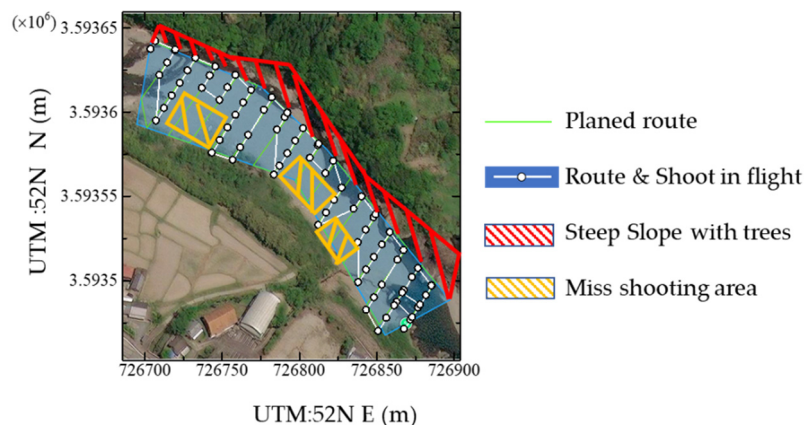 (×10⁶)
3.59365
3.5936
3.59355
3.5935
UTM :52N N (m)
726700 726750 726800 726850 726900
UTM:52N E (m)
Planed route
Route & Shoot in flight
Steep Slope with trees
Miss shooting area